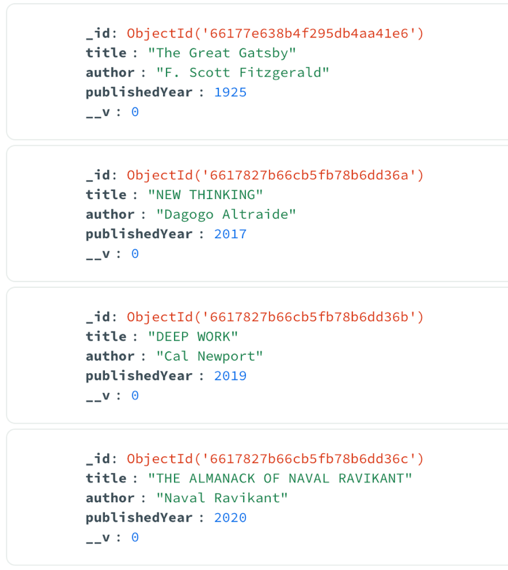 _id: ObjectId('66177e638b4f295db4aa41e6')
title : "The Great Gatsby"
author : "F. Scott Fitzgerald"
publishedYear : 1925
__v : 0
_id: ObjectId('6617827b66cb5fb78b6dd36a')
title : "NEW THINKING"
author : "Dagogo Altraide"
publishedYear : 2017
__v : 0
_id: ObjectId('6617827b66cb5fb78b6dd36b')
title : "DEEP WORK"
author : "Cal Newport"
publishedYear : 2019
__v : 0
_id: ObjectId('6617827b66cb5fb78b6dd36c')
title : "THE ALMANACK OF NAVAL RAVIKANT"
author : "Naval Ravikant"
publishedYear : 2020
__v : 0